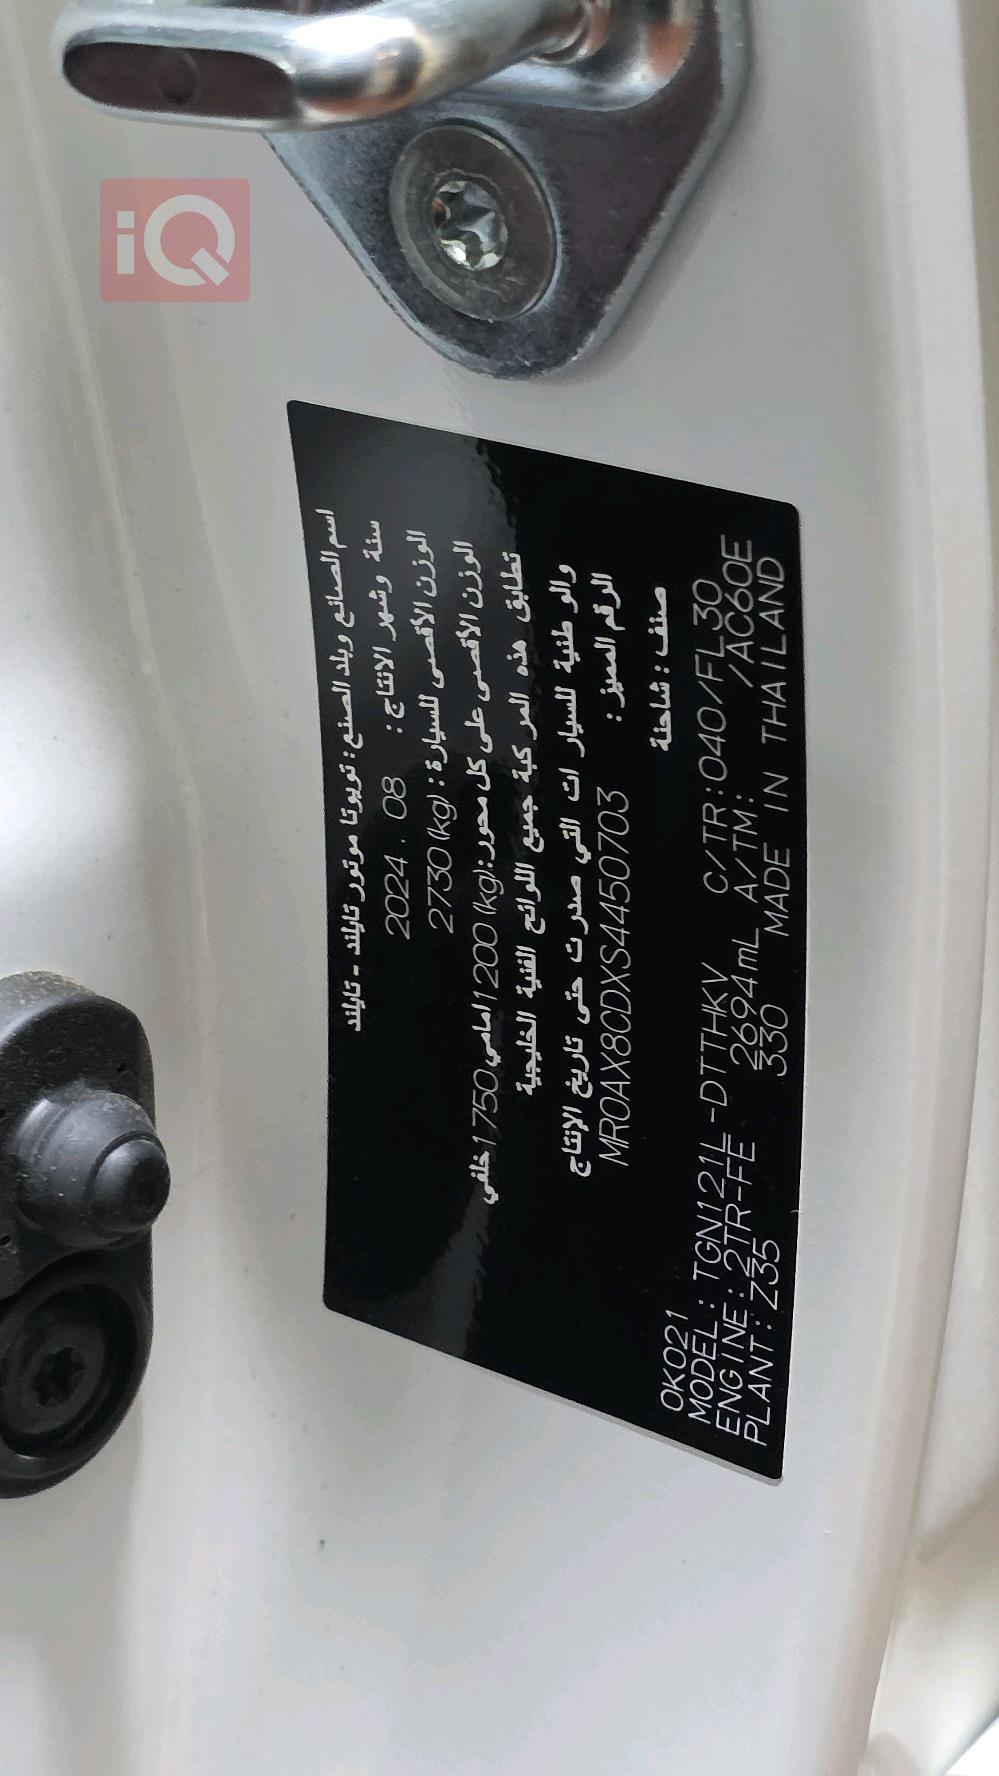 iQ
اسم الصانع وبلد الصنع : تويوتا موتور تايلند - تايلند
سنة وشهر الانتاج : 2024 . 08
الوزن الأقصى للسيارة : 2730 (kg)
الوزن الأقصى على كل محور : (kg) 1200 امامي 1750 خلفي
تطابق هذه المركبة جميع اللوائح الفنية الخليجية
والوطنية للسيارات التي صدرت حتى تاريخ الإنتاج
الرقم المميز : MR0AX8CDXS4450703
صنف : شاحنة
0K021
MODEL : TGN121L-DTTHKV C/TR:040/FL30
ENGINE : 2TR-FE 2694mL A/TM: /AC60E
PLANT : Z35 330 MADE IN THAILAND